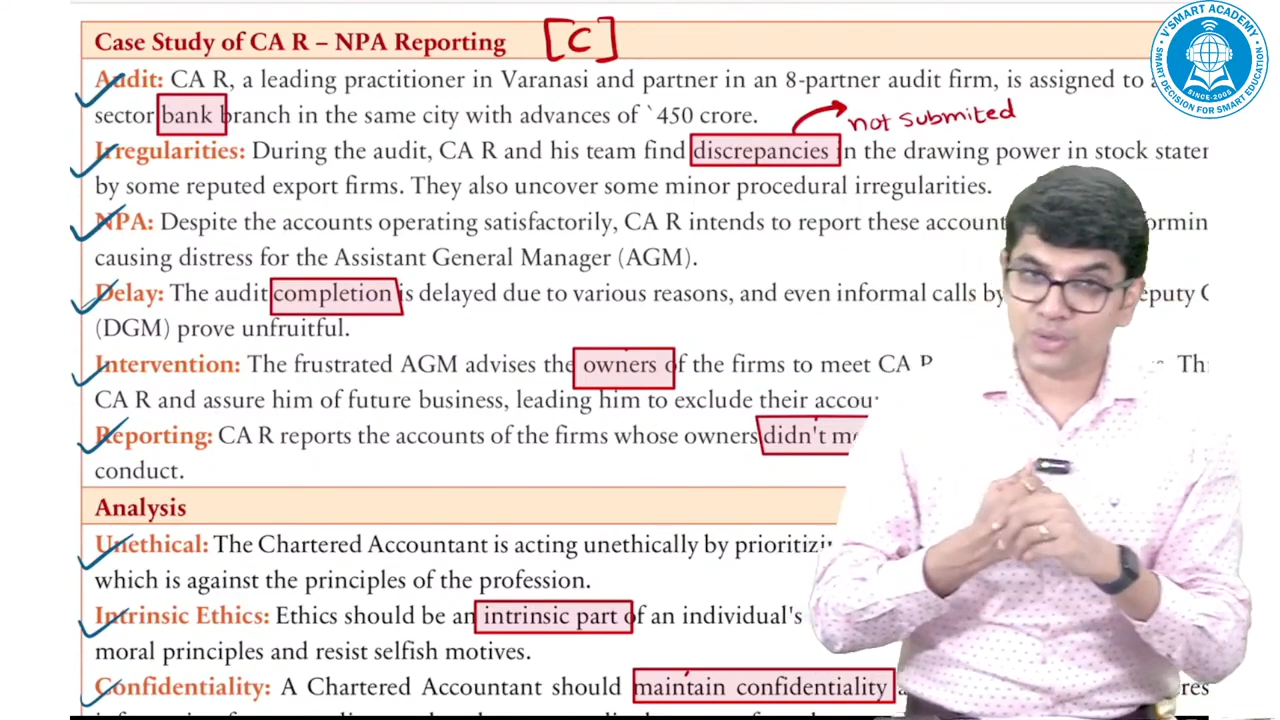 Case Study of CA R – NPA Reporting [C]
Audit: CA R, a leading practitioner in Varanasi and partner in an 8-partner audit firm, is assigned to
sector bank branch in the same city with advances of `450 crore.
not submited
Irregularities: During the audit, CA R and his team find discrepancies in the drawing power in stock
by some reputed export firms. They also uncover some minor procedural irregularities.
NPA: Despite the accounts operating satisfactorily, CA R intends to report these
causing distress for the Assistant General Manager (AGM).
Delay: The audit completion is delayed due to various reasons, and even informal calls by
(DGM) prove unfruitful.
Intervention: The frustrated AGM advises the owners of the firms to meet CA
CA R and assure him of future business, leading him to exclude their
Reporting: CA R reports the accounts of the firms whose owners didn't
conduct.
Analysis
Unethical: The Chartered Accountant is acting unethically by
which is against the principles of the profession.
Intrinsic Ethics: Ethics should be an intrinsic part of an individual's
moral principles and resist selfish motives.
Confidentiality: A Chartered Accountant should maintain confidentiality
V'SMART ACADEMY
SINCE-2005
SMART DECISION FOR SMART EDUCATION